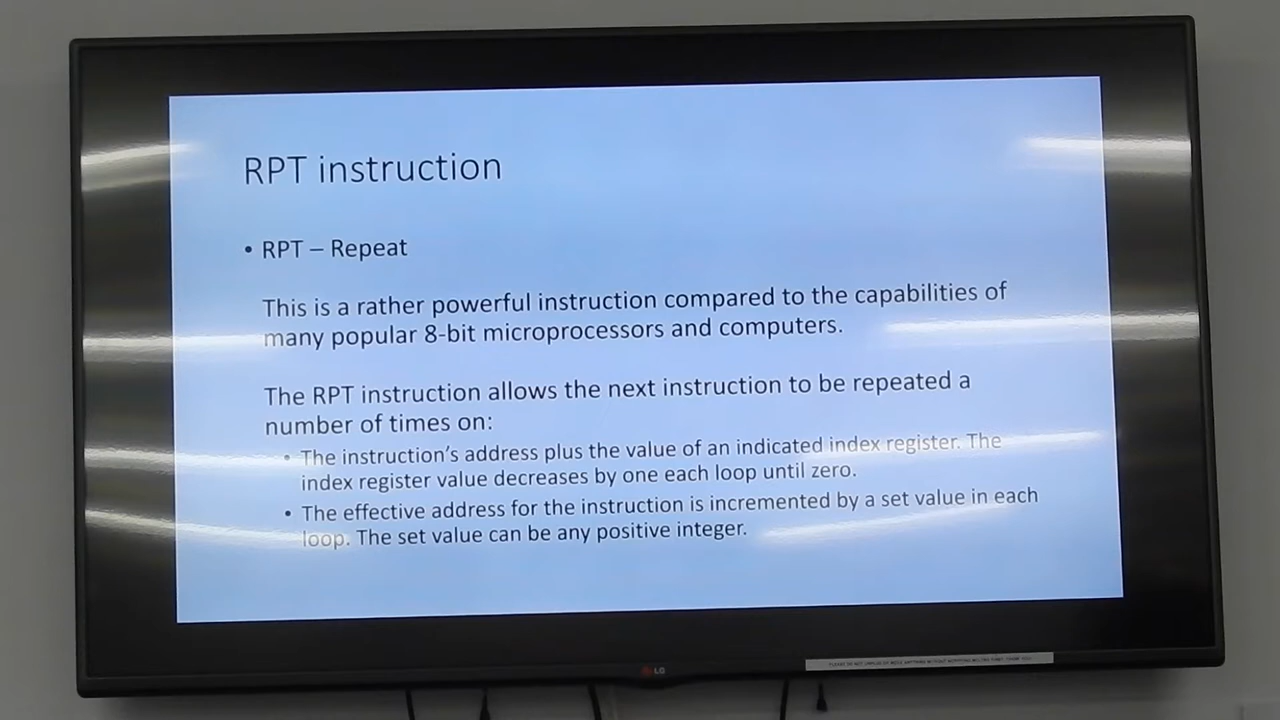 RPT instruction
• RPT – Repeat
This is a rather powerful instruction compared to the capabilities of
many popular 8-bit microprocessors and computers.
The RPT instruction allows the next instruction to be repeated a
number of times on:
• The instruction's address plus the value of an indicated index register. The
index register value decreases by one each loop until zero.
• The effective address for the instruction is incremented by a set value in each
loop. The set value can be any positive integer.
LG